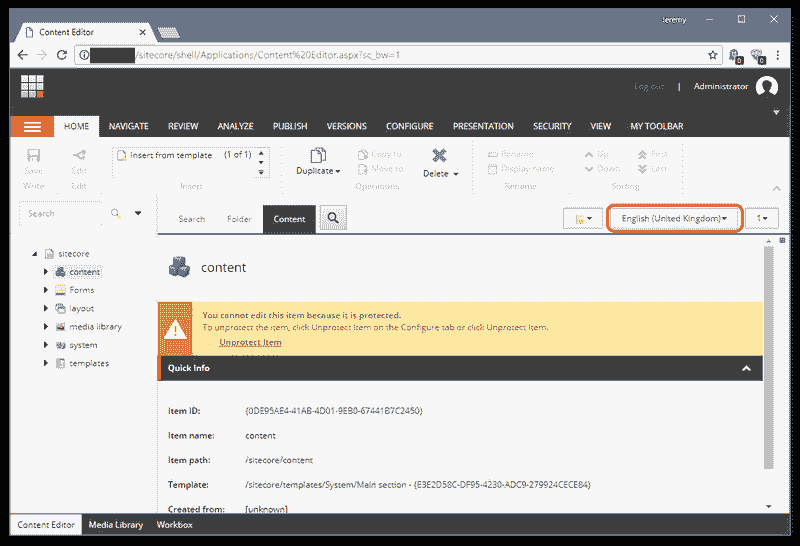 Jeremy
Content Editor
/sitecore/shell/Applications/Content%20Editor.aspx?sc_bw=1
0 0
Log out | Administrator
HOME NAVIGATE REVIEW ANALYZE PUBLISH VERSIONS CONFIGURE PRESENTATION SECURITY VIEW MY TOOLBAR
Save
Write
Edit
Edit
Insert from template (1 of 1)
Insert
Duplicate
Copy to
Move to
Operations
Delete
Rename
Display name
Rename
Up
Down
First
Last
Sorting
Search
Search Folder Content
English (United Kingdom)
1
sitecore
content
Forms
layout
media library
system
templates
content
You cannot edit this item because it is protected.
To unprotect the item, click Unprotect Item on the Configure tab or click Unprotect Item.
Unprotect Item
Quick Info
Item ID: {0DE95AE4-41AB-4D01-9EB0-67441B7C2450}
Item name: content
Item path: /sitecore/content
Template: /sitecore/templates/System/Main section - {E3E2D58C-DF95-4230-ADC9-279924CECE84}
Created from: [unknown]
Content Editor Media Library Workbox